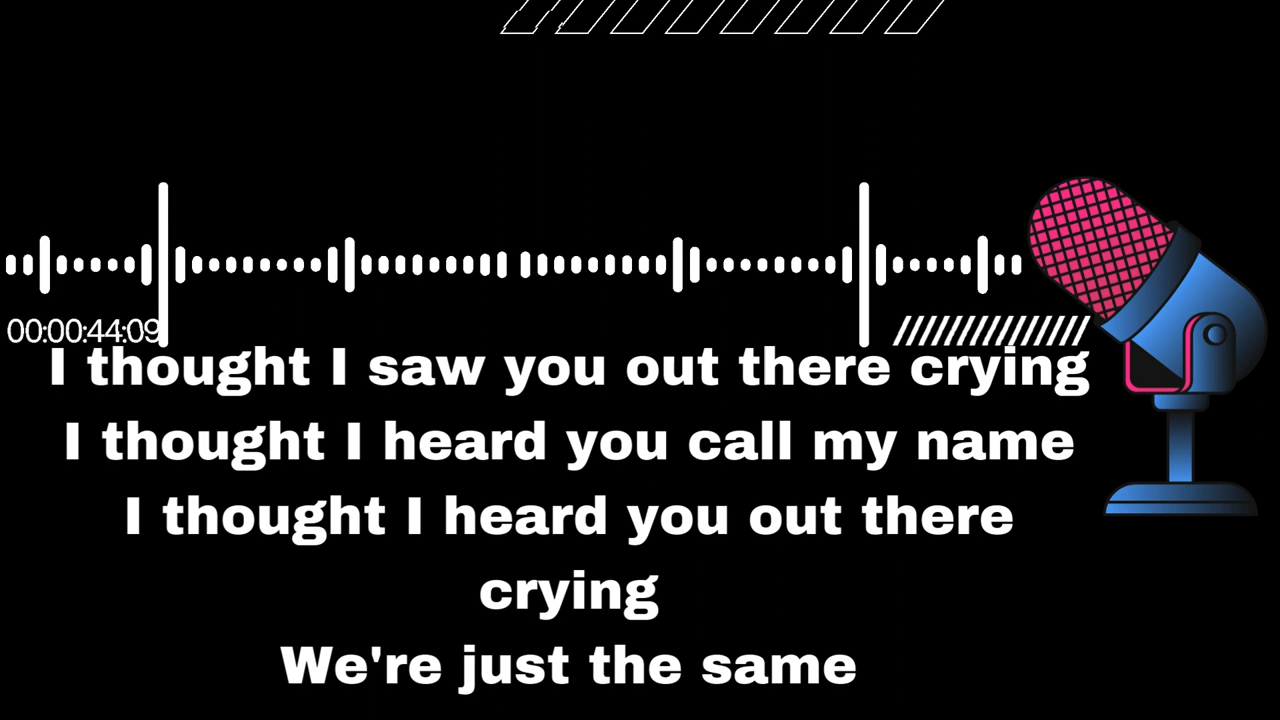 00:00:44:09
I thought I saw you out there crying
I thought I heard you call my name
I thought I heard you out there
crying
We're just the same